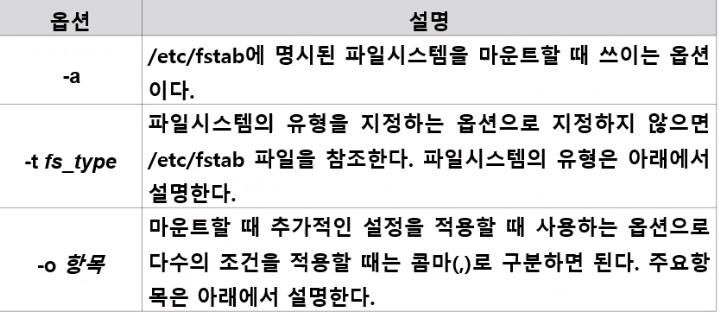 옵션 설명
-a /etc/fstab에 명시된 파일시스템을 마운트할 때 쓰이는 옵션
이다.
-t fs_type 파일시스템의 유형을 지정하는 옵션으로 지정하지 않으면
/etc/fstab 파일을 참조한다. 파일시스템의 유형은 아래에서
설명한다.
-o 항목 마운트할 때 추가적인 설정을 적용할 때 사용하는 옵션으로
다수의 조건을 적용할 때는 콤마(,)로 구분하면 된다. 주요항
목은 아래에서 설명한다.